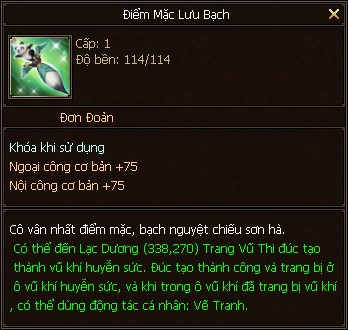 Điểm Mặc Lưu Bạch
Cấp: 1
Độ bền: 114/114
Đơn Đoản
Khóa khi sử dụng
Ngoại công cơ bản +75
Nội công cơ bản +75
Cô vân nhất điểm mặc, bạch nguyệt chiếu sơn hà.
Có thể đến Lạc Dương (338,270) Trang Vũ Thi đúc tạo
thành vũ khí huyễn sức. Đúc tạo thành công và trang bị ở
ô vũ khí huyễn sức, và khi trong ô vũ khí đã trang bị vũ khí
, có thể dùng động tác cá nhân: Vẽ Tranh.